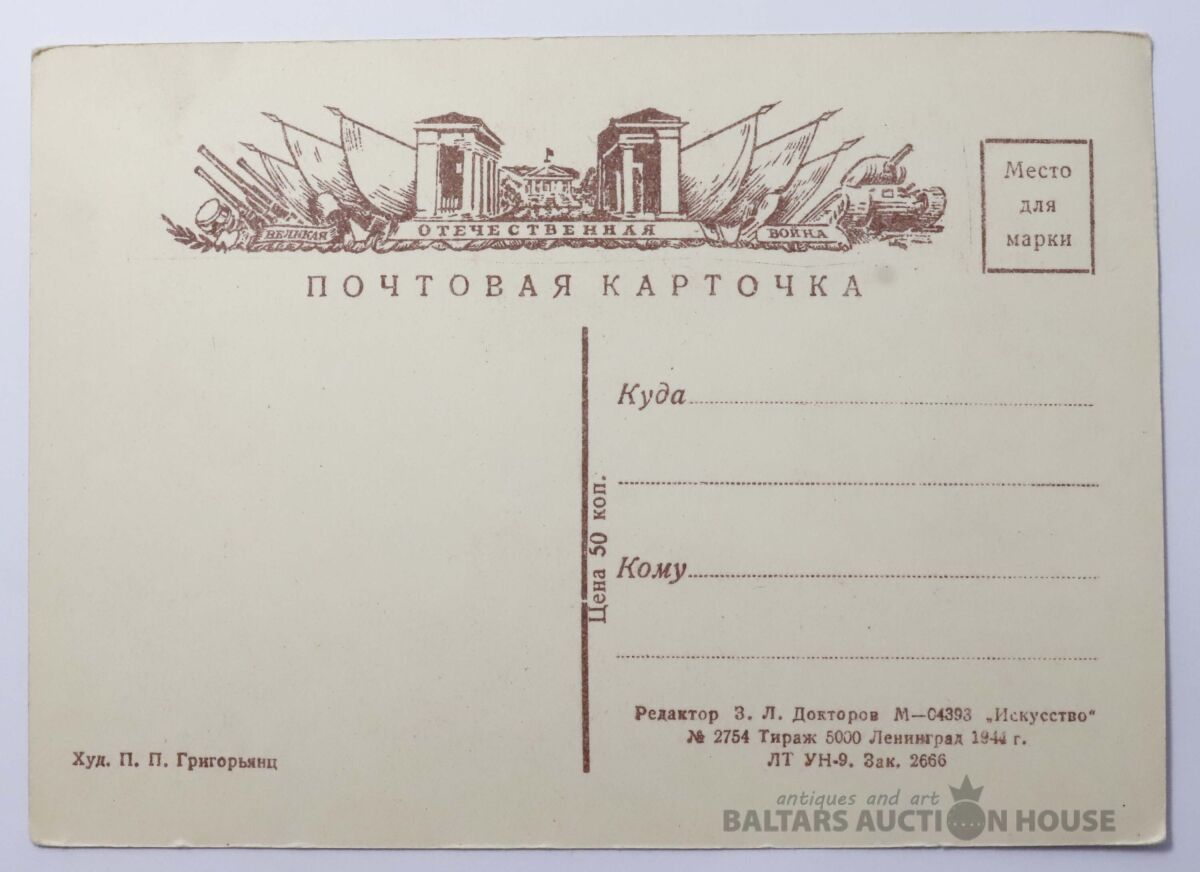 ВЕЛИКАЯ ОТЕЧЕСТВЕННАЯ ВОЙНА
Место
для
марки
ПОЧТОВАЯ КАРТОЧКА
Куда
Цена 50 коп.
Кому
Редактор З. Л. Докторов М—04393 „Искусство“
№ 2754 Тираж 5000 Ленинград 1944 г.
ЛТ УН-9. Зак. 2666
Худ. П. П. Григорьянц
antiques and art
BALTARS AUCTION HOUSE